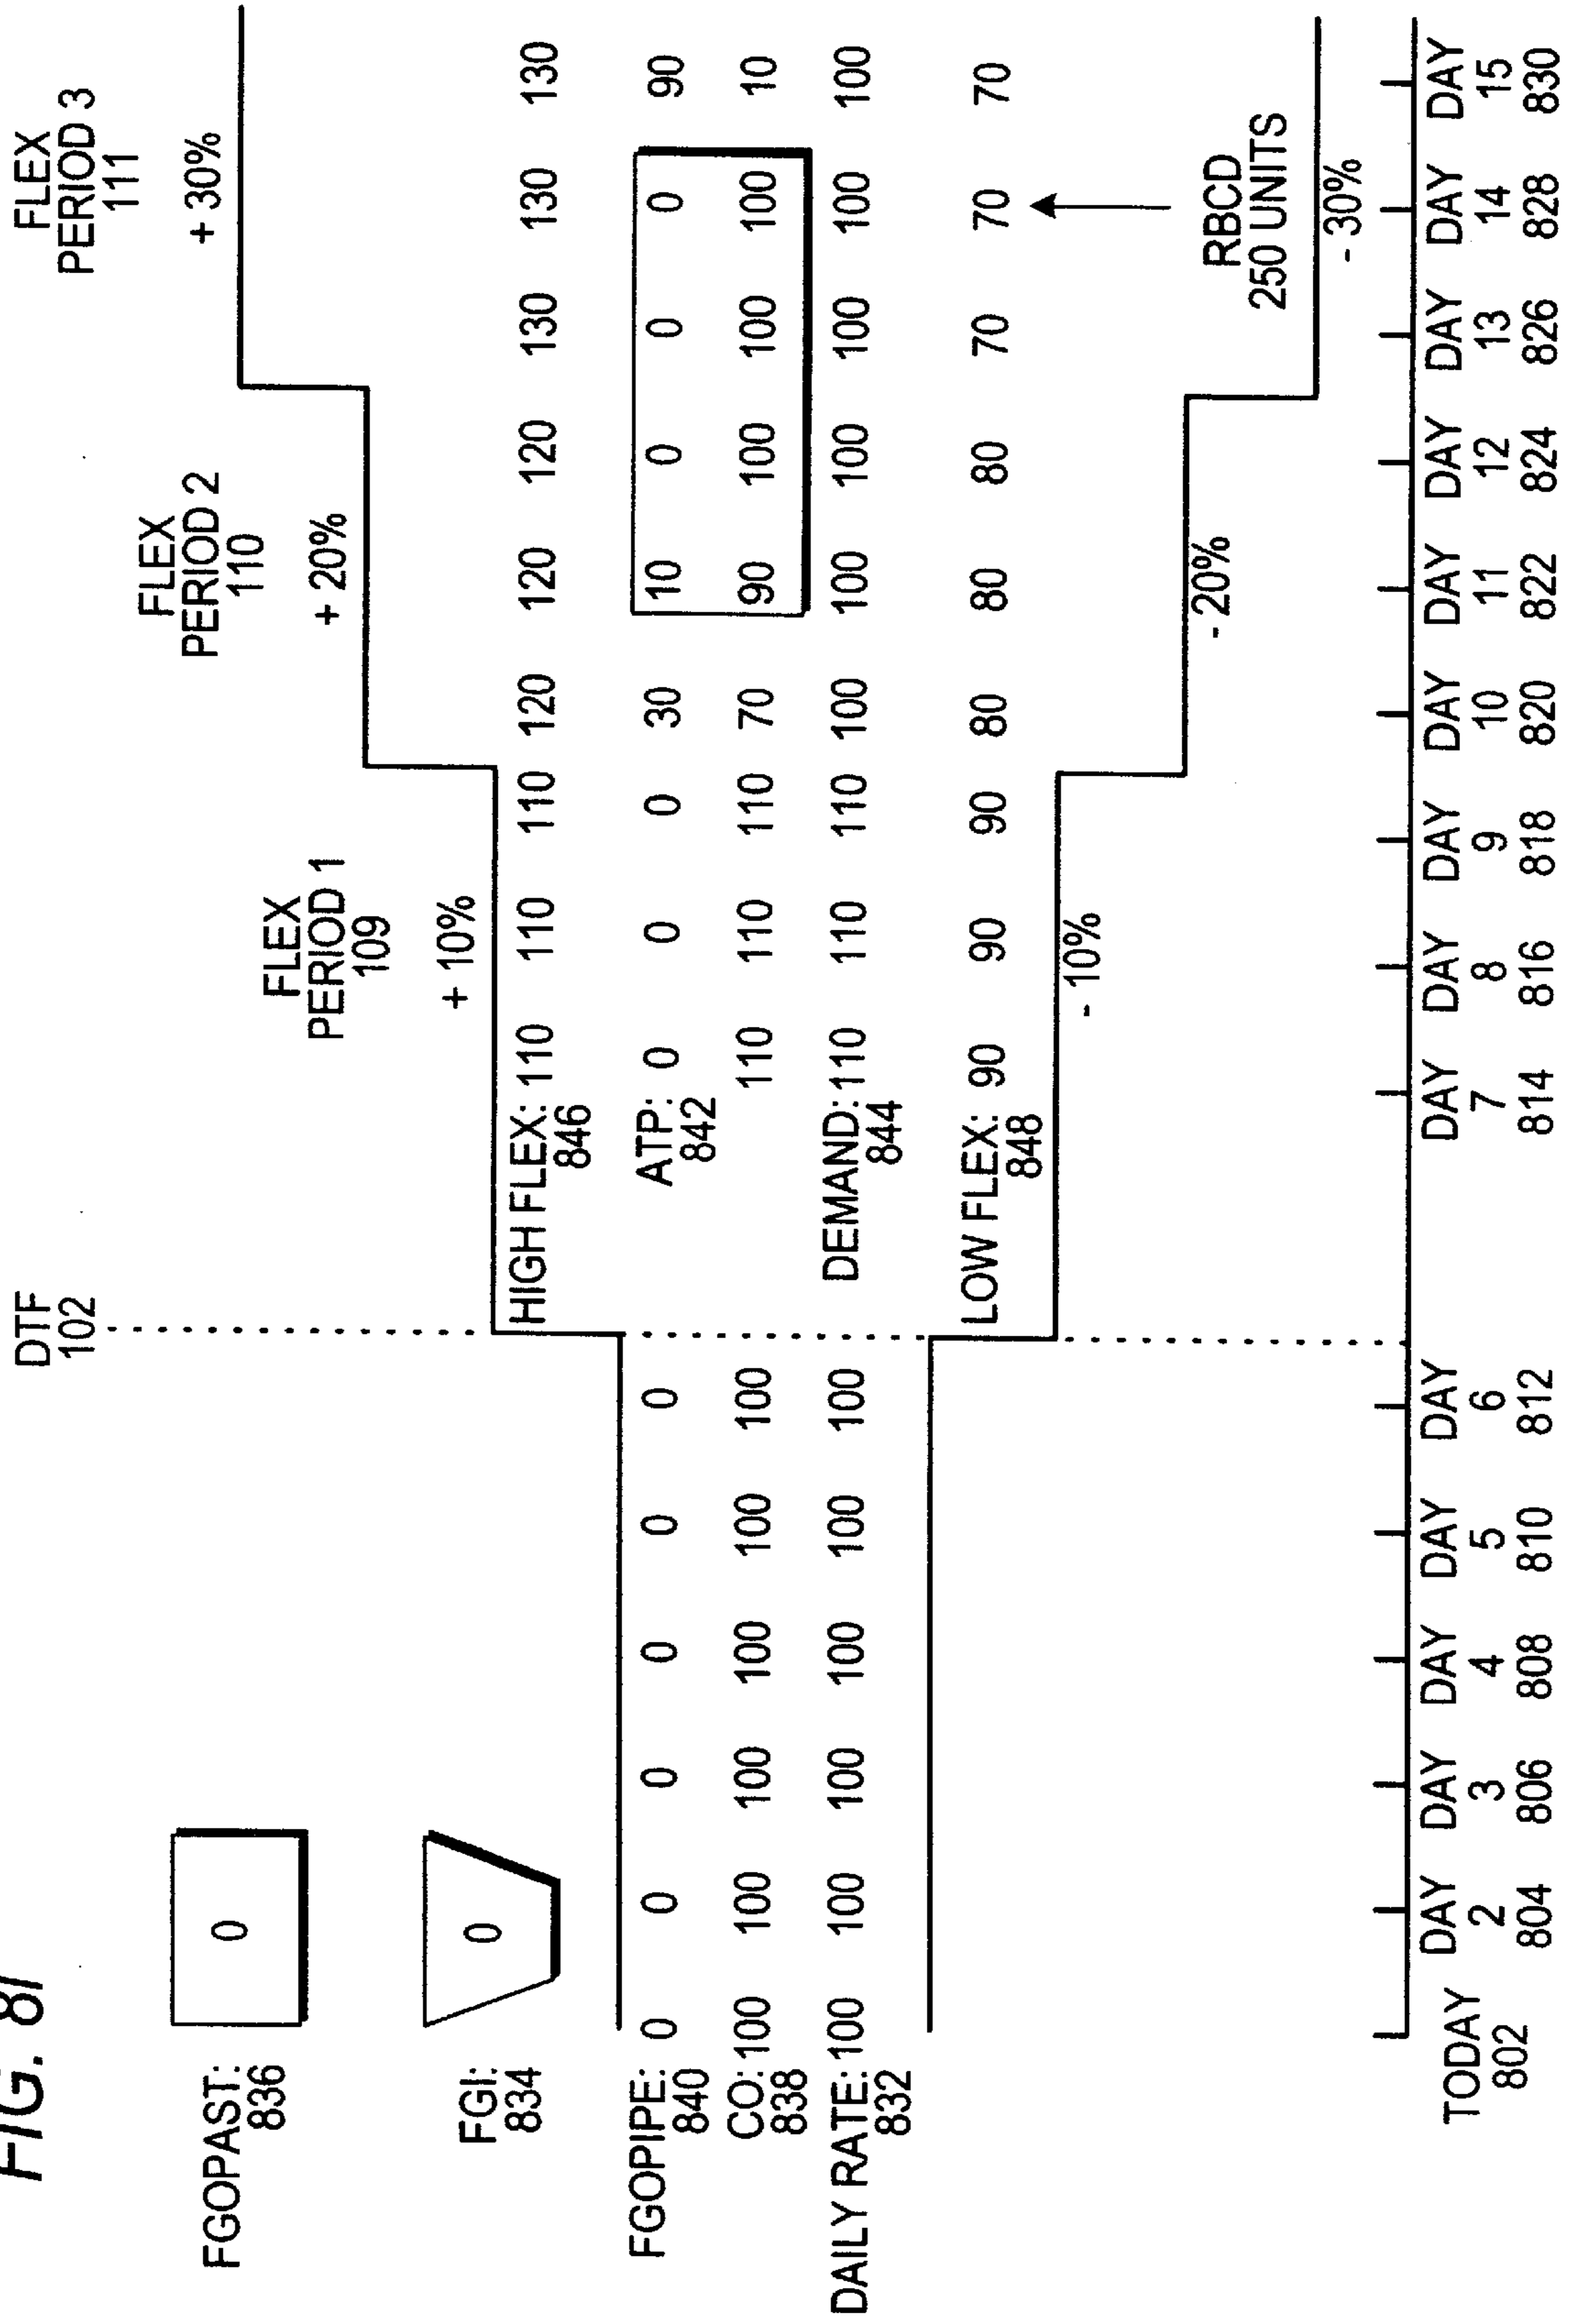 FIG. 8I
DTF
102
FLEX
PERIOD 3
111
+ 30%
FLEX
PERIOD 2
110
+ 20%
FLEX
PERIOD 1
109
+ 10%
FGOPAST:
836
0
FGI:
834
0
HIGH FLEX: 110 110 110 120 120 120 130 130 130
846
FGOPIPE: 0 0 0 0 0 0
840
ATP: 0 0 0 30 10 0 0 0 90
842
CO: 100 100 100 100 100 100 110 110 110 70 90 100 100 100 10
838
DAILY RATE: 100 100 100 100 100 100
832
DEMAND: 110 110 110 100 100 100 100 100 100
844
LOW FLEX: 90 90 90 80 80 80 70 70 70
848
- 10%
- 20%
RBCD
250 UNITS
- 30%
TODAY
802
DAY
2
804
DAY
3
806
DAY
4
808
DAY
5
810
DAY
6
812
DAY
7
814
DAY
8
816
DAY
9
818
DAY
10
820
DAY
11
822
DAY
12
824
DAY
13
826
DAY
14
828
DAY
15
830